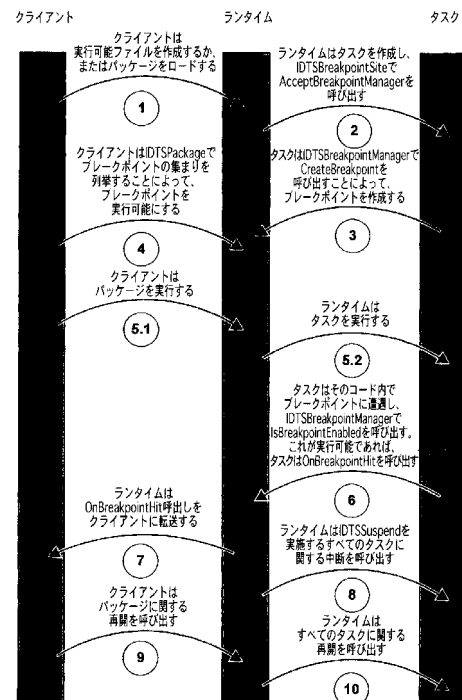 クライアント
ランタイム
タスク
クライアントは
実行可能ファイルを作成するか、
またはパッケージをロードする
1
ランタイムはタスクを作成し、
IDTSBreakpointSiteで
AcceptBreakpointManagerを
呼び出す
2
クライアントはIDTSPackageで
ブレークポイントの集まりを
列挙することによって、
ブレークポイントを
実行可能にする
4
タスクはIDTSBreakpointManagerで
CreateBreakpointを
呼び出すことによって、
ブレークポイントを作成する
3
クライアントは
パッケージを実行する
5.1
ランタイムは
タスクを実行する
5.2
タスクはそのコード内で
ブレークポイントに遭遇し、
IDTSBreakpointManagerで
IsBreakpointEnabledを呼び出す。
これが実行可能であれば、
タスクはOnBreakpointHitを呼び出す
6
ランタイムは
OnBreakpointHit呼出しを
クライアントに転送する
7
ランタイムはIDTSSuspendを
実施するすべてのタスクに
関する中断を呼び出す
8
クライアントは
パッケージに関する
再開を呼び出す
9
ランタイムは
すべてのタスクに関する
再開を呼び出す
10